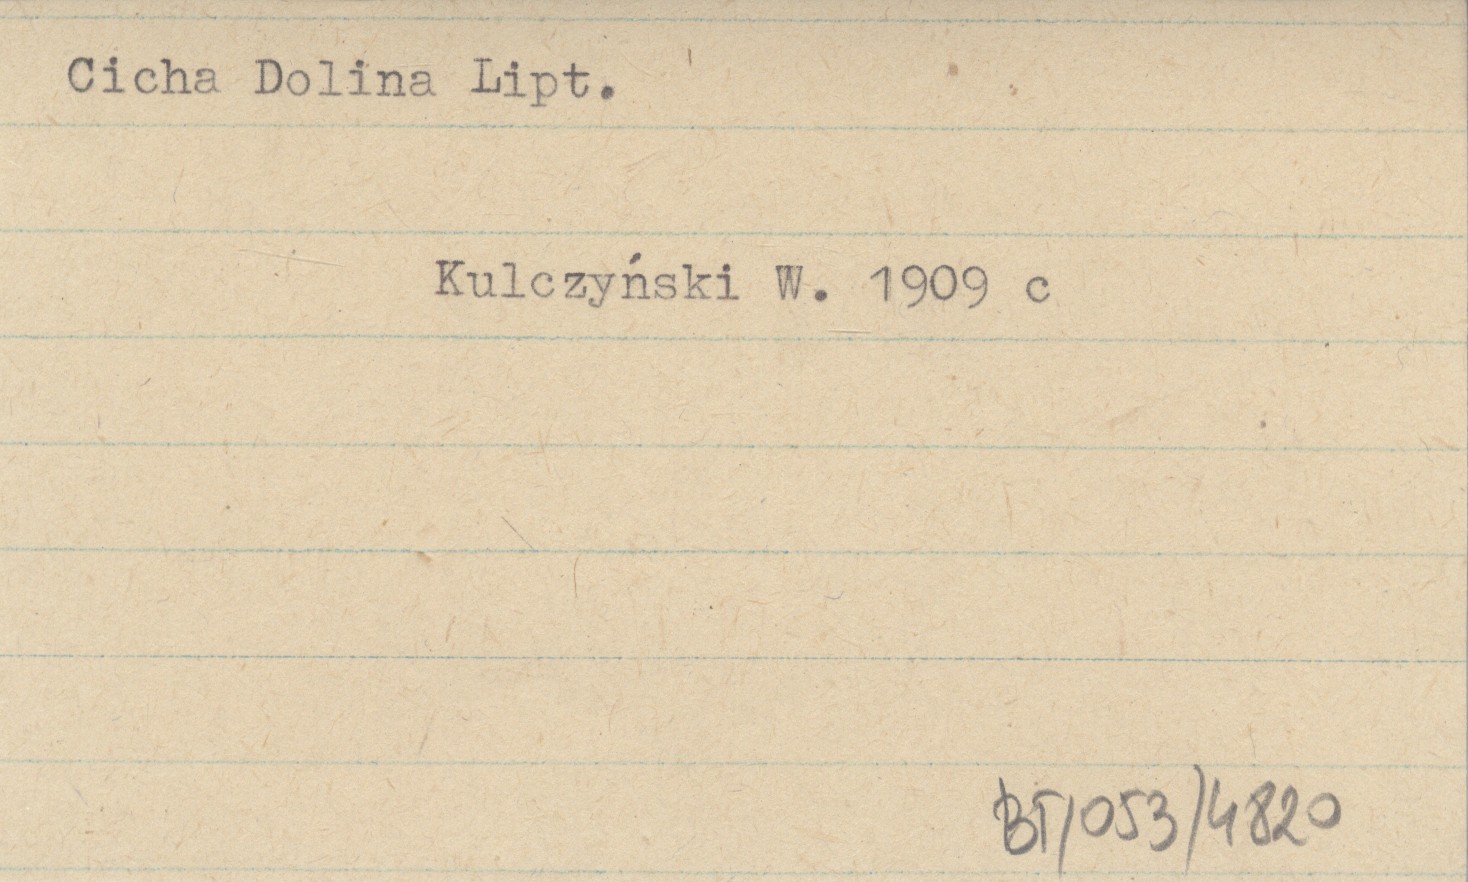 Cicha Dolina Lipt.
Kulczyński W. 1909 c
BT/053/4820